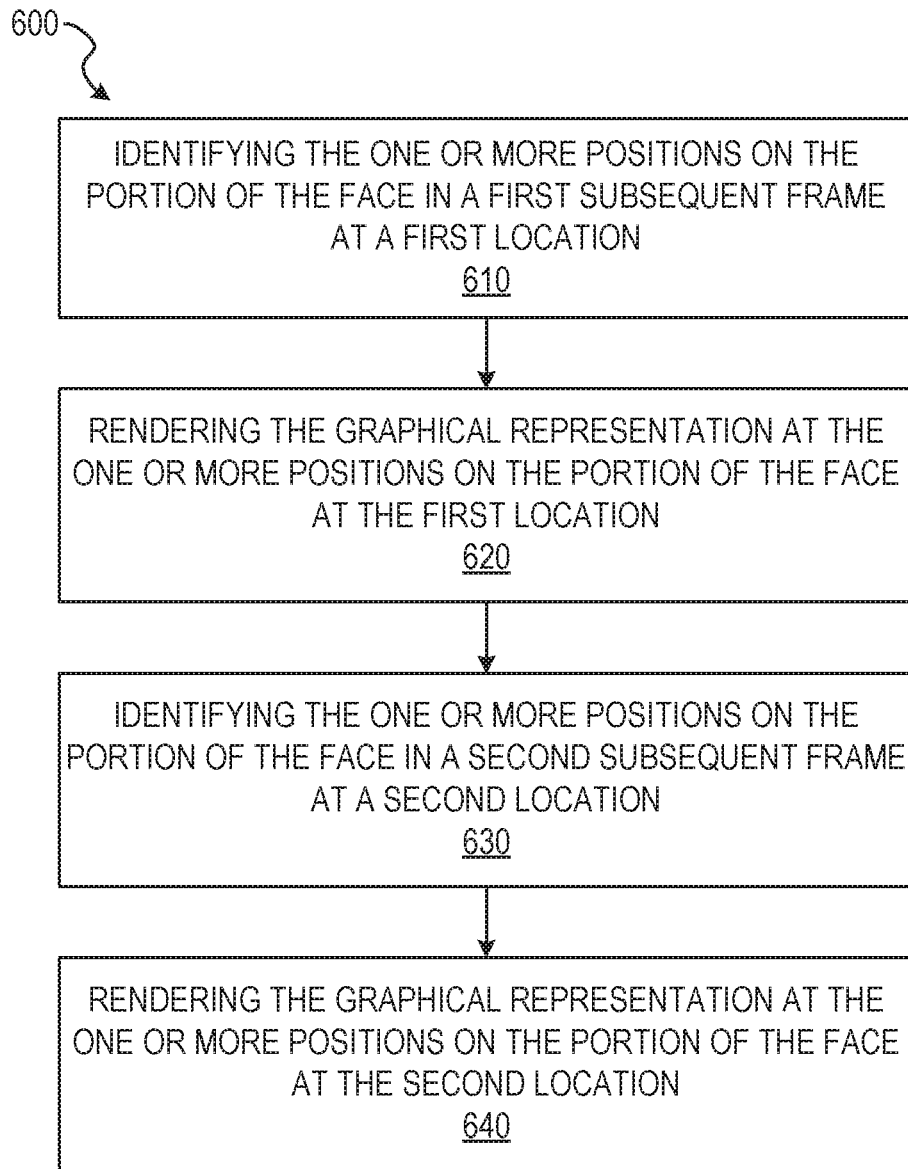 600
IDENTIFYING THE ONE OR MORE POSITIONS ON THE
PORTION OF THE FACE IN A FIRST SUBSEQUENT FRAME
AT A FIRST LOCATION
610
RENDERING THE GRAPHICAL REPRESENTATION AT THE
ONE OR MORE POSITIONS ON THE PORTION OF THE FACE
AT THE FIRST LOCATION
620
IDENTIFYING THE ONE OR MORE POSITIONS ON THE
PORTION OF THE FACE IN A SECOND SUBSEQUENT FRAME
AT A SECOND LOCATION
630
RENDERING THE GRAPHICAL REPRESENTATION AT THE
ONE OR MORE POSITIONS ON THE PORTION OF THE FACE
AT THE SECOND LOCATION
640